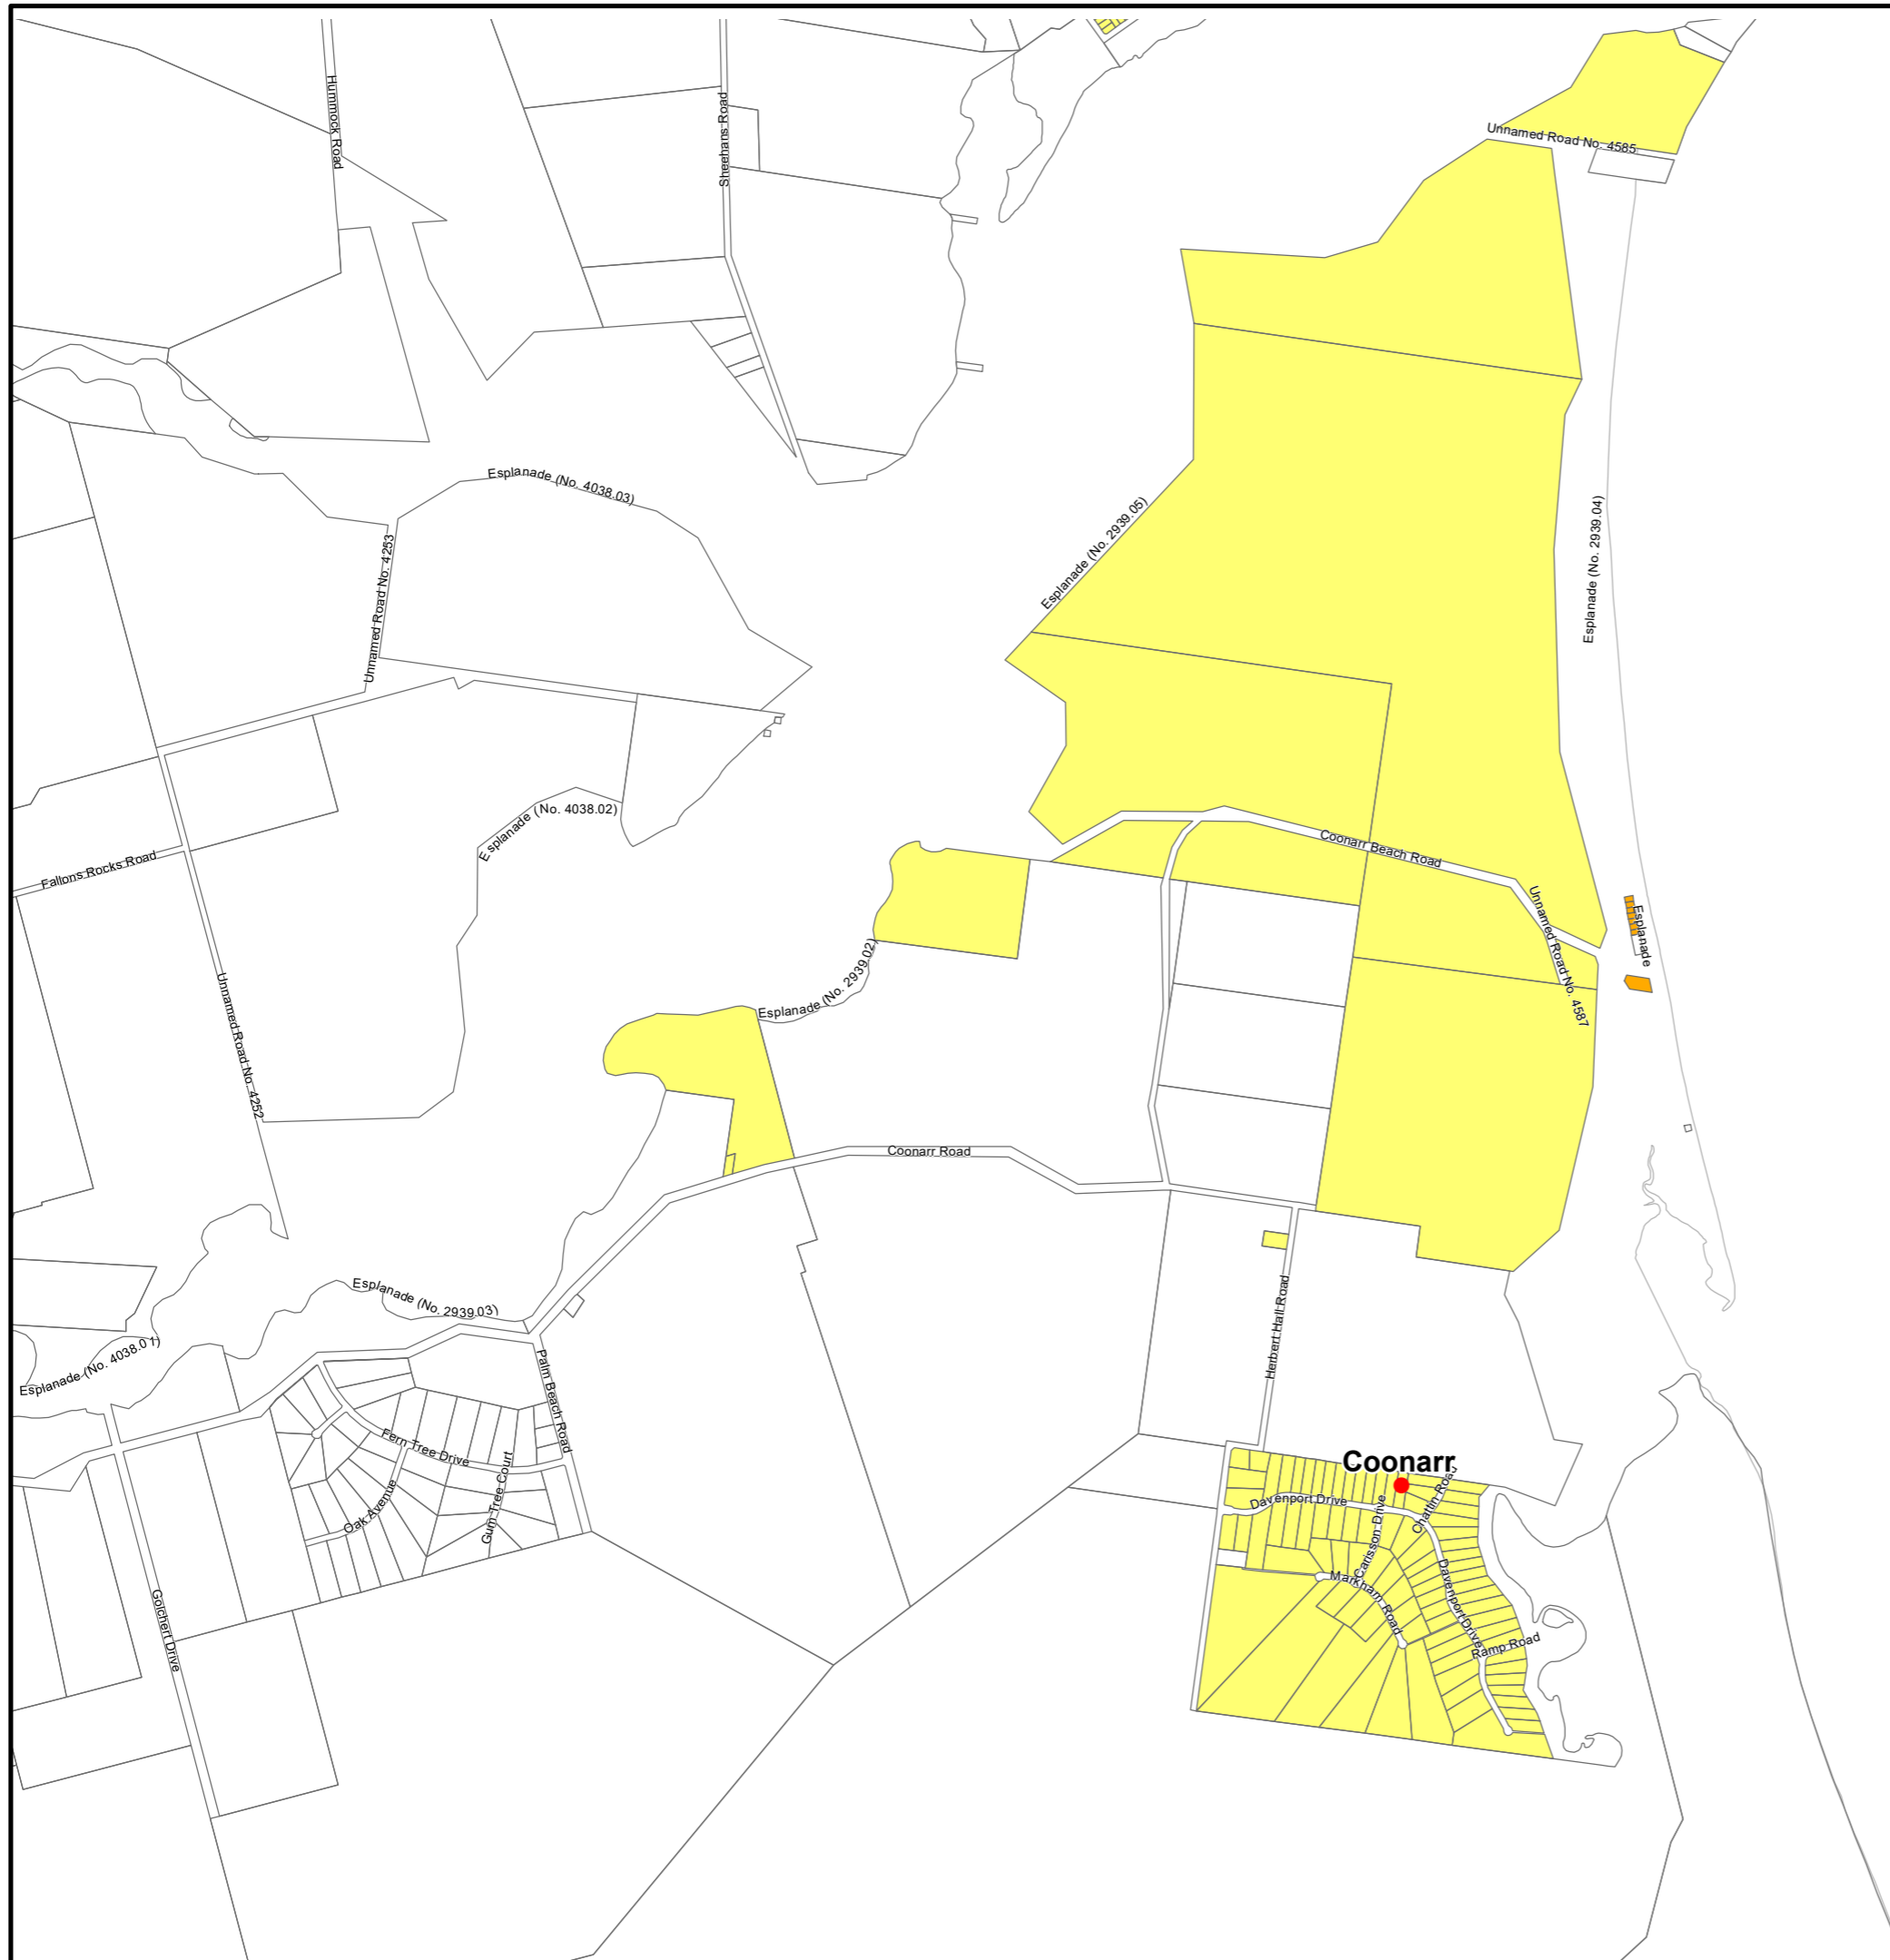 Hummock Road
Sheehans Road
Unnamed Road No. 4585
Esplanade (No. 4038.03)
Esplanade (No. 2939.05)
Esplanade (No. 2939.04)
Unnamed Road No. 4253
Esplanade (No. 4038.02)
Coonarr Beach Road
Fallons Rocks Road
Unnamed Road No. 4587
Esplanade
Esplanade (No. 2939.02)
Unnamed Road No. 4252
Coonarr Road
Esplanade (No. 2939.03)
Herbert Hall Road
Esplanade (No. 4038.01)
Palm Beach Road
Fern Tree Drive
Gum Tree Court
Oak Avenue
Coonarr
Davenport Drive
Carisson Drive
Chattin Road
Markham Road
Davenport Drive
Ramp Road
Golchert Drive